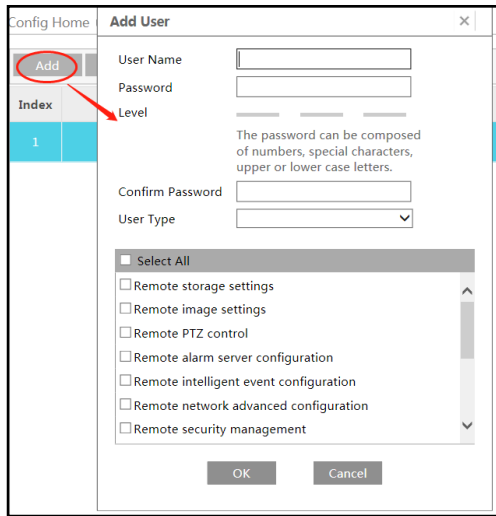 Config Home
Add User
Add
Index
1
User Name
Password
Level
The password can be composed
of numbers, special characters,
upper or lower case letters.
Confirm Password
User Type
Select All
Remote storage settings
Remote image settings
Remote PTZ control
Remote alarm server configuration
Remote intelligent event configuration
Remote network advanced configuration
Remote security management
OK
Cancel